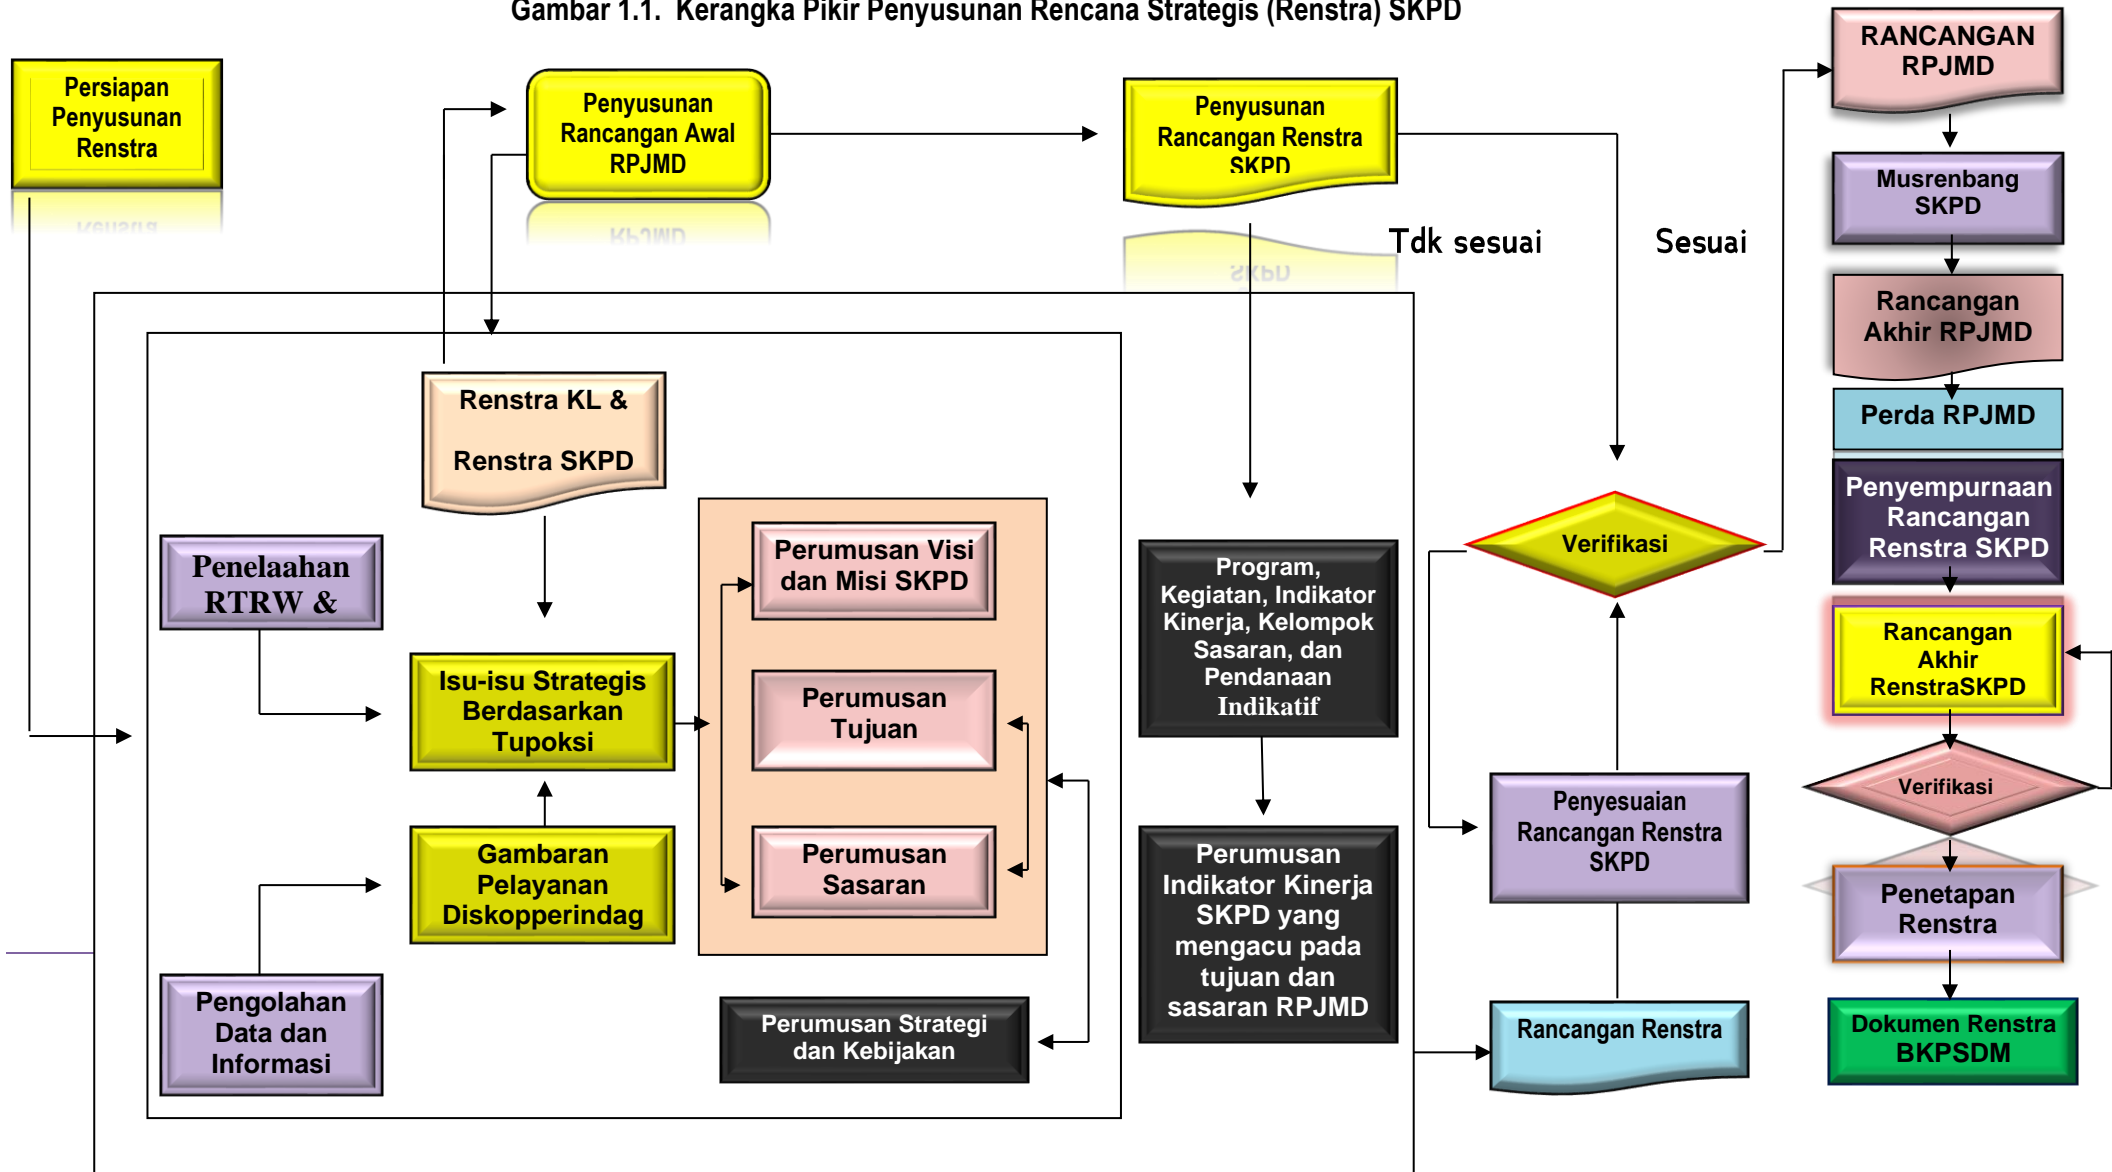 Gambar 1.1. Kerangka Pikir Penyusunan Rencana Strategis (Renstra) SKPD
Persiapan
Penyusunan
Renstra
Penyusunan
Rancangan Awal
RPJMD
Penyusunan
Rancangan Renstra
SKPD
Tdk sesuai
Sesuai
RANCANGAN
RPJMD
Musrenbang
SKPD
Rancangan
Akhir RPJMD
Perda RPJMD
Penyempurnaan
Rancangan
Renstra SKPD
Rancangan
Akhir
RenstraSKPD
Verifikasi
Penetapan
Renstra
Dokumen Renstra
BKPSDM
Renstra KL &
Renstra SKPD
Penelaahan
RTRW &
Isu-isu Strategis
Berdasarkan
Tupoksi
Gambaran
Pelayanan
Diskopperindag
Pengolahan
Data dan
Informasi
Perumusan Visi
dan Misi SKPD
Perumusan
Tujuan
Perumusan
Sasaran
Perumusan Strategi
dan Kebijakan
Program,
Kegiatan, Indikator
Kinerja, Kelompok
Sasaran, dan
Pendanaan
Indikatif
Perumusan
Indikator Kinerja
SKPD yang
mengacu pada
tujuan dan
sasaran RPJMD
Verifikasi
Penyesuaian
Rancangan Renstra
SKPD
Rancangan Renstra